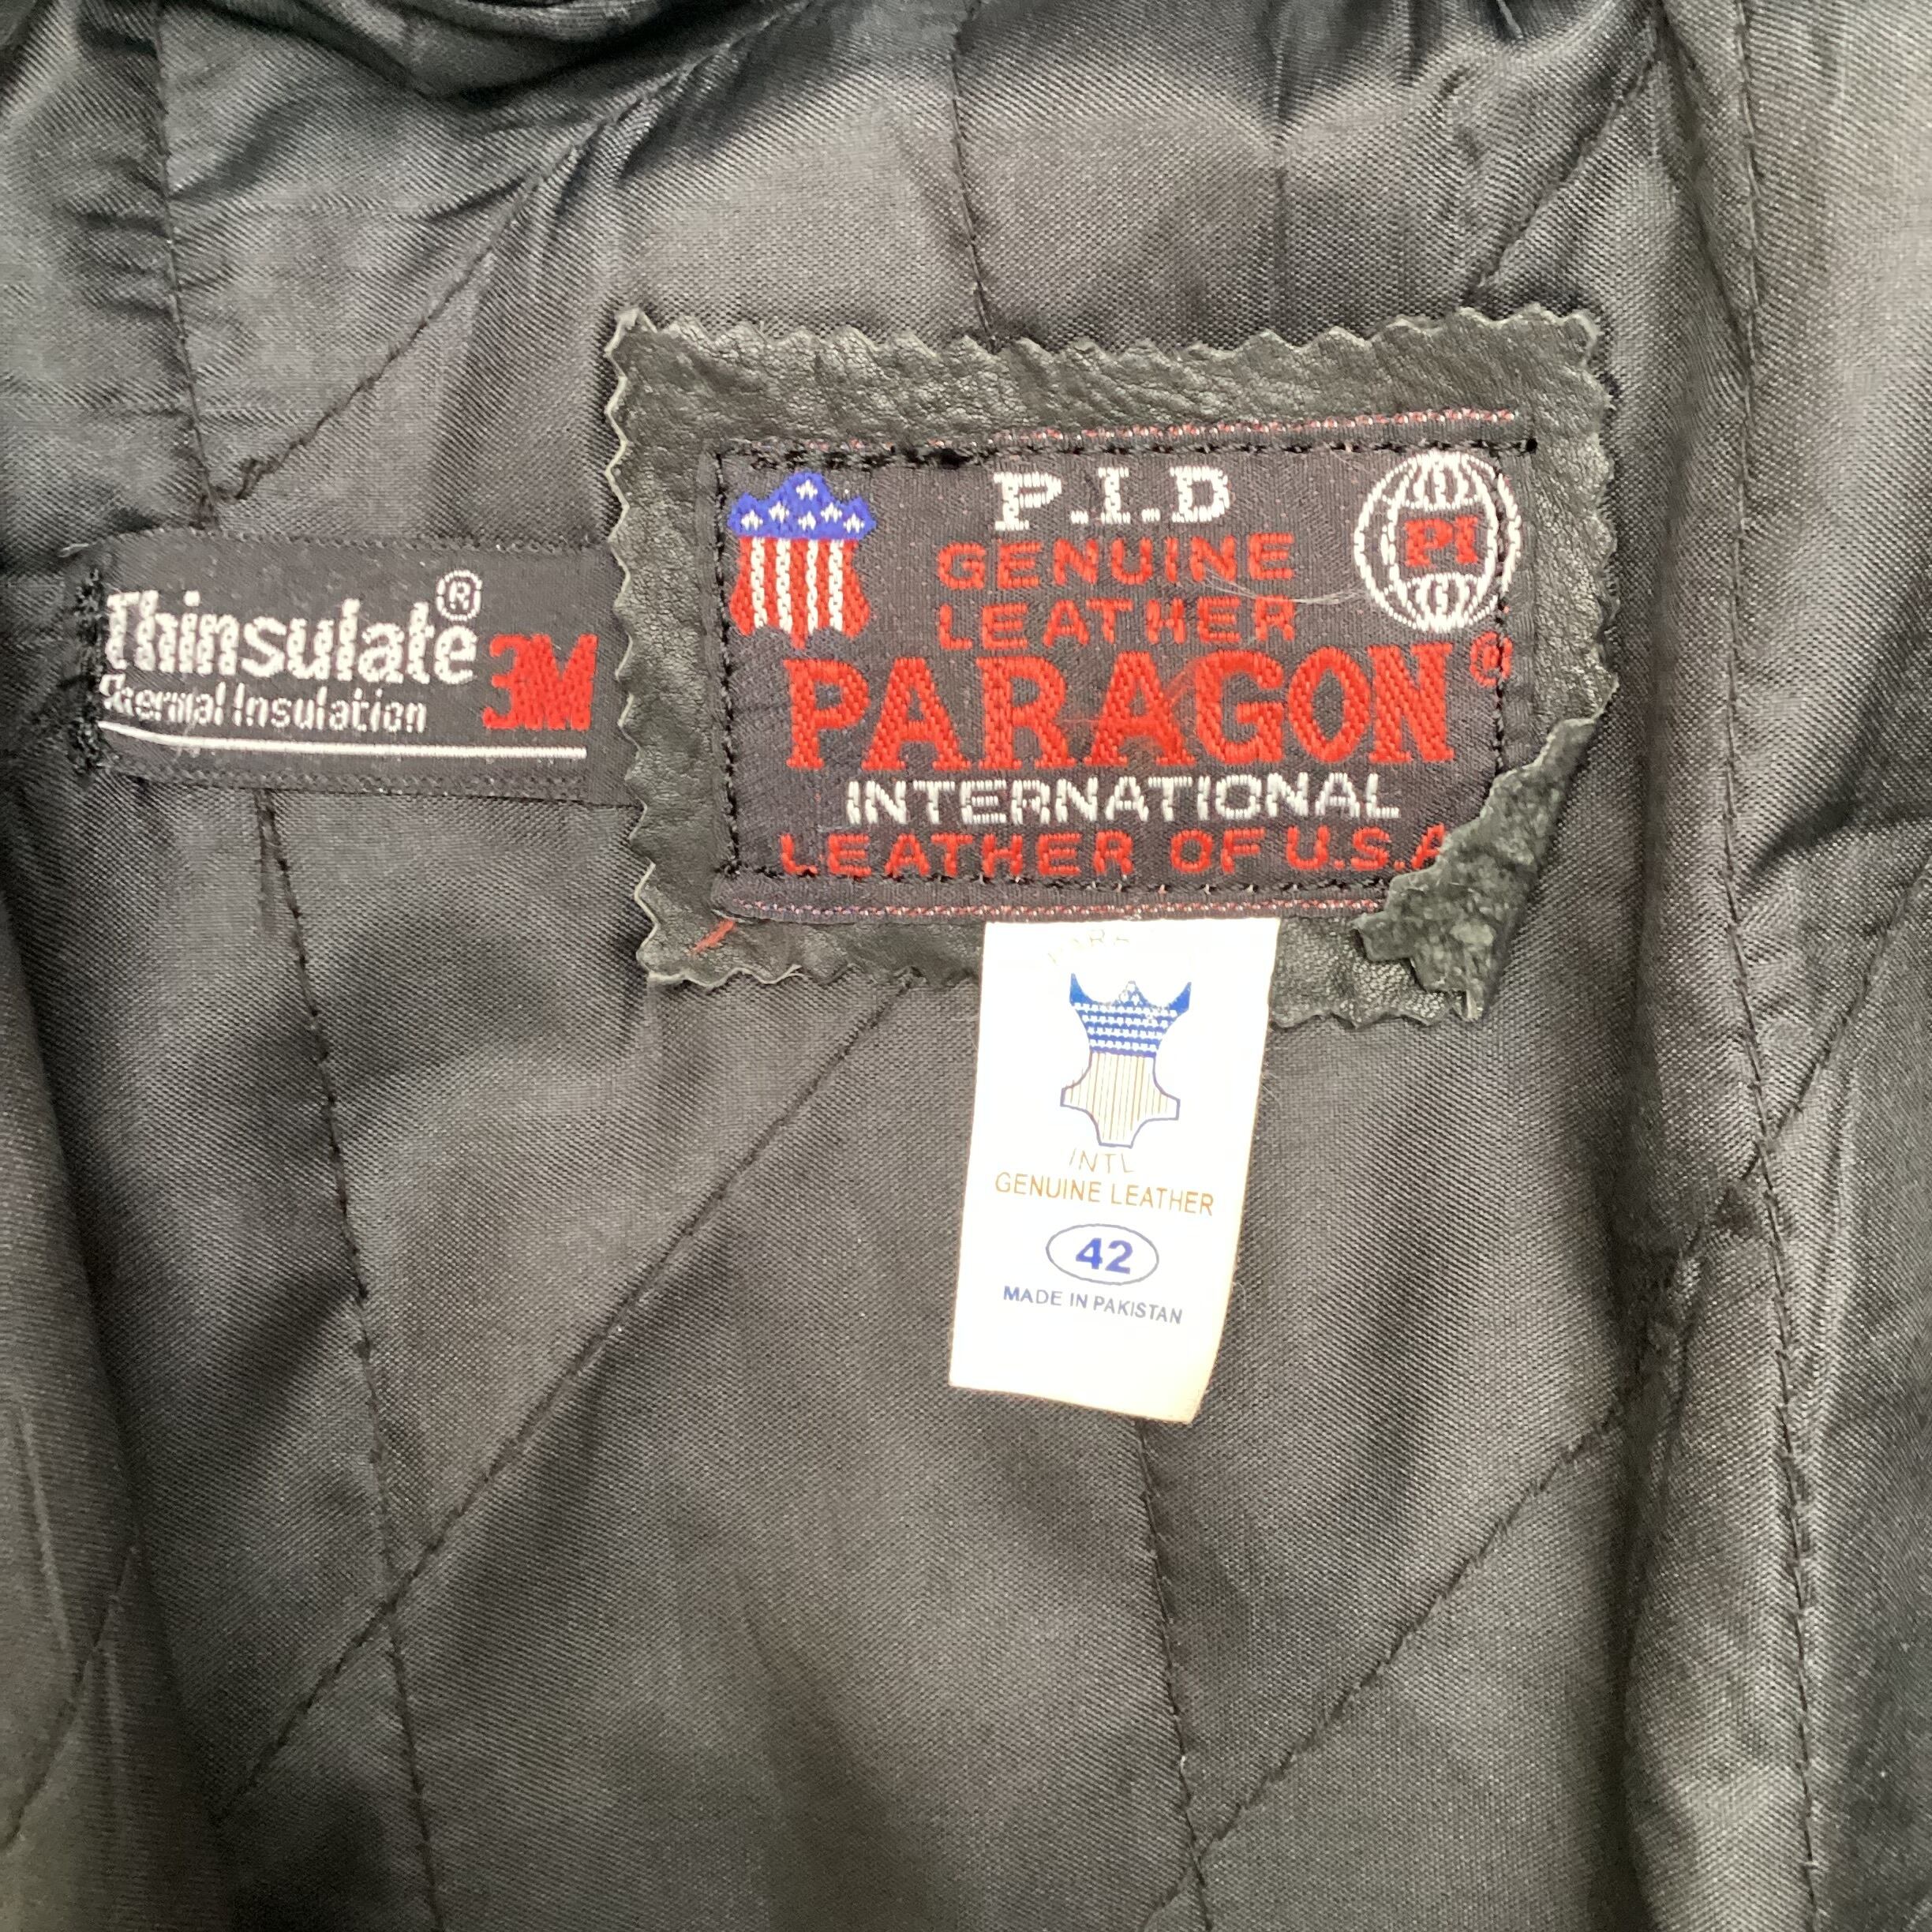 Thinsulate®
Thermal Insulation
3M
P.I.D
GENUINE
LEATHER
PI
PARAGON®
INTERNATIONAL
LEATHER OF U.S.A
INTL
GENUINE LEATHER
42
MADE IN PAKISTAN